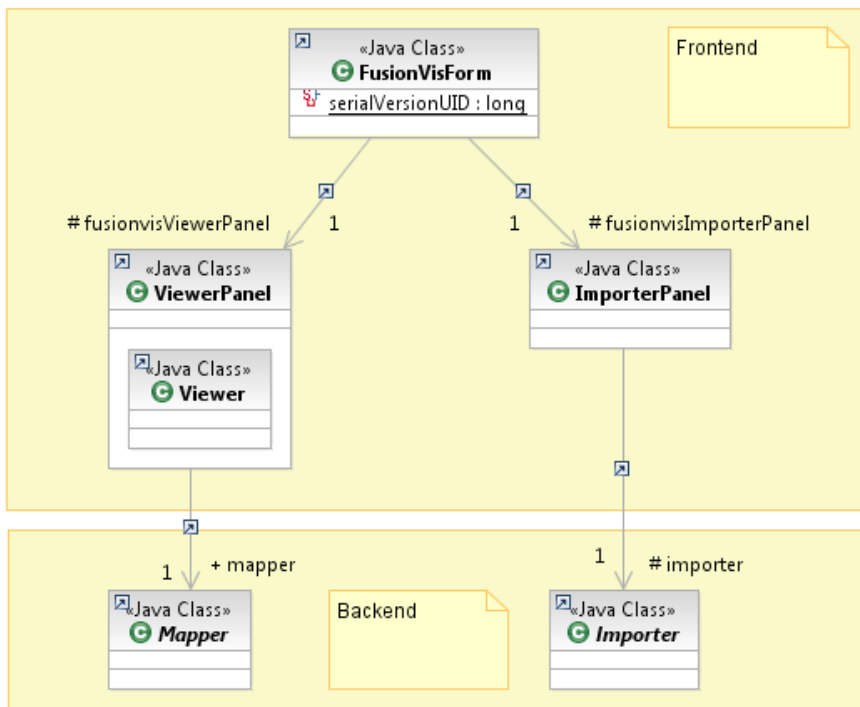 «Java Class»
FusionVisForm
serialVersionUID : long
Frontend
# fusionvisViewerPanel
1
1
# fusionvisImporterPanel
«Java Class»
ViewerPanel
«Java Class»
ImporterPanel
«Java Class»
Viewer
1
+ mapper
1
# importer
«Java Class»
Mapper
Backend
«Java Class»
Importer